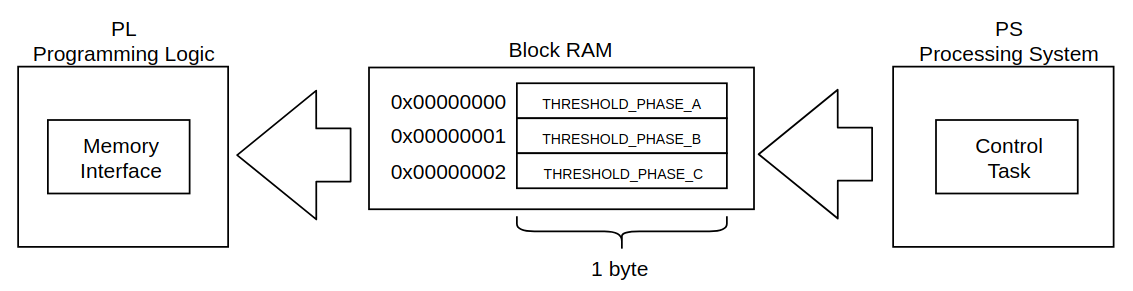 PL
Programming Logic
Memory
Interface
Block RAM
0x00000000 THRESHOLD_PHASE_A
0x00000001 THRESHOLD_PHASE_B
0x00000002 THRESHOLD_PHASE_C
1 byte
PS
Processing System
Control
Task